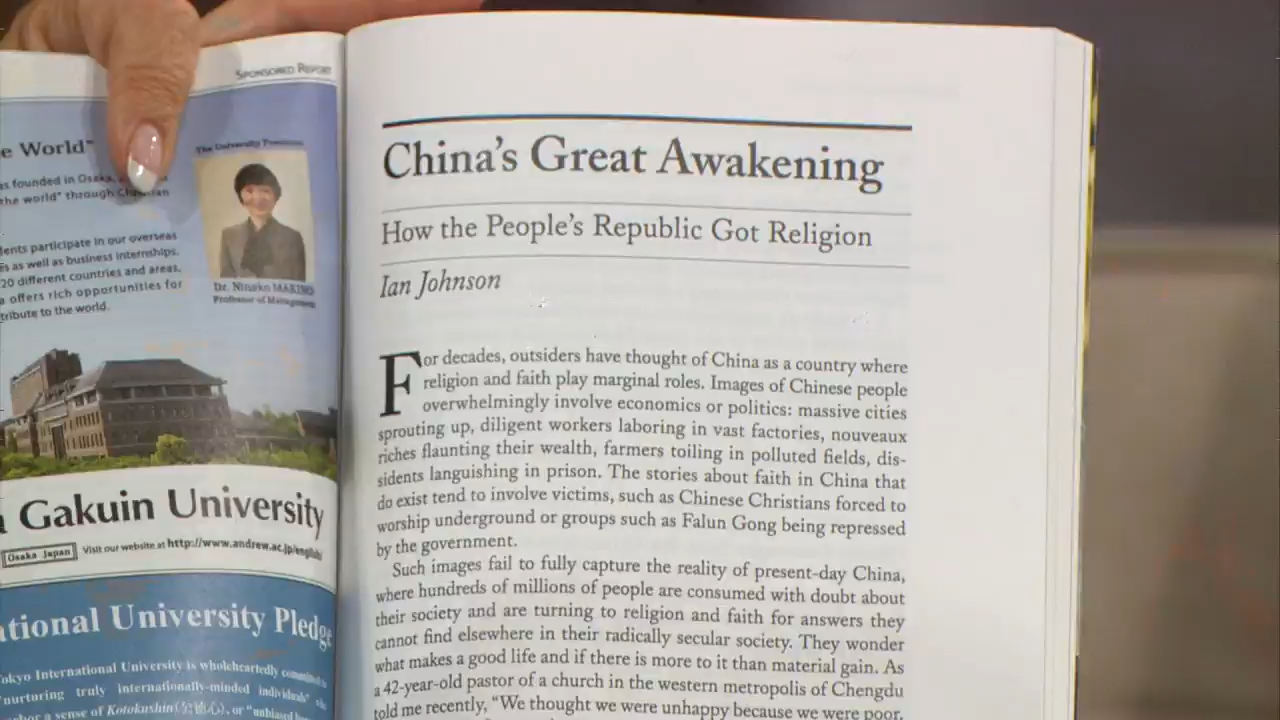 SPONSORED REPORT
e World"
as founded in Osaka,
the world" through Christian
dents participate in our overseas
es as well as business internships.
20 different countries and areas,
a offers rich opportunities for
tribute to the world.
The University President
Dr.
Professor of Management
Gakuin University
Osaka Japan
Visit our website at http://www.andrew.ac.jp/english/
ational University Pledge
okyo International University is wholeheartedly
"nurturing truly internationally-minded individuals"
a sense of Kotokushin
China's Great Awakening
How the People's Republic Got Religion
Ian Johnson
For decades, outsiders have thought of China as a country where
religion and faith play marginal roles. Images of Chinese people
overwhelmingly involve economics or politics: massive cities
sprouting up, diligent workers laboring in vast factories, nouveaux
riches flaunting their wealth, farmers toiling in polluted fields, dis-
sidents languishing in prison. The stories about faith in China that
do exist tend to involve victims, such as Chinese Christians forced to
worship underground or groups such as Falun Gong being repressed
by the government.
Such images fail to fully capture the reality of present-day China,
where hundreds of millions of people are consumed with doubt about
their society and are turning to religion and faith for answers they
cannot find elsewhere in their radically secular society. They wonder
what makes a good life and if there is more to it than material gain. As
a 42-year-old pastor of a church in the western metropolis of Chengdu
told me recently, "We thought we were unhappy because we were poor.